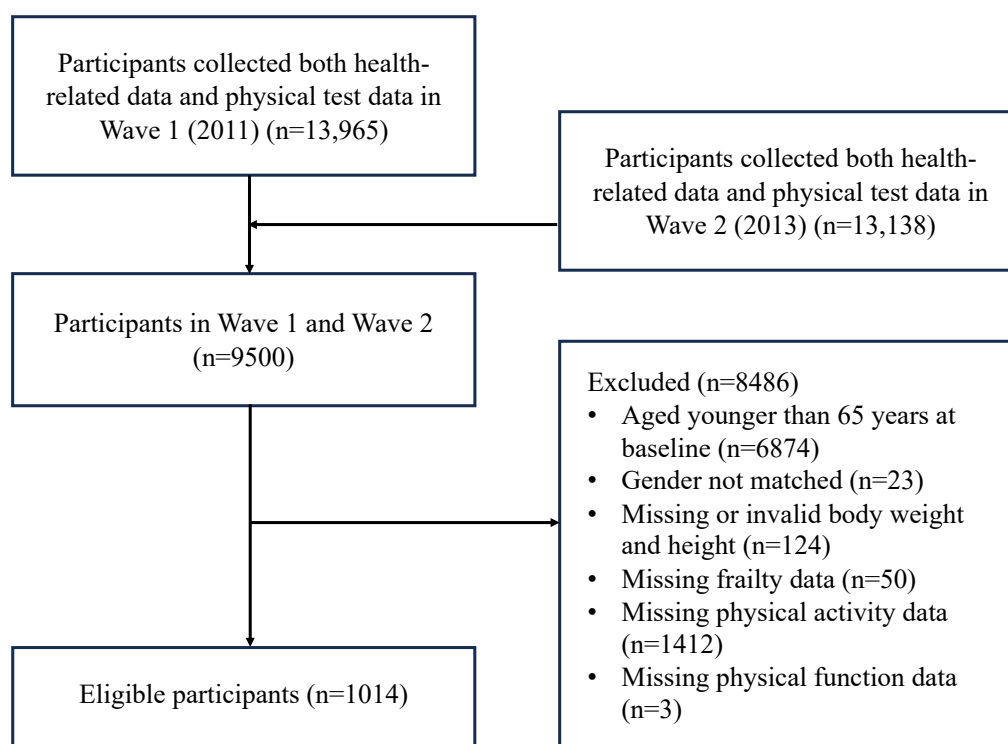 Participants collected both health-
related data and physical test data in
Wave 1 (2011) (n=13,965)
Participants collected both health-
related data and physical test data in
Wave 2 (2013) (n=13,138)
Participants in Wave 1 and Wave 2
(n=9500)
Excluded (n=8486)
• Aged younger than 65 years at
baseline (n=6874)
• Gender not matched (n=23)
• Missing or invalid body weight
and height (n=124)
• Missing frailty data (n=50)
• Missing physical activity data
(n=1412)
• Missing physical function data
(n=3)
Eligible participants (n=1014)